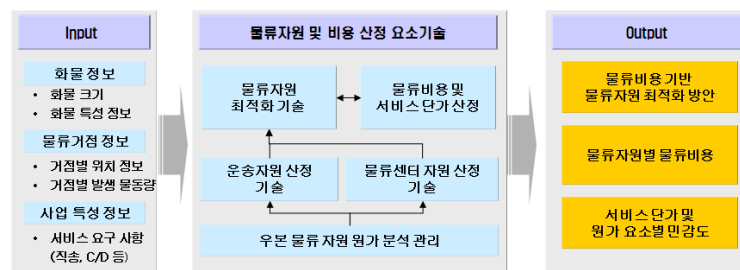 Input
화물 정보
• 화물 크기
• 화물 특성 정보
물류거점 정보
• 거점별 위치 정보
• 거점별 발생 물동량
사업 특성 정보
• 서비스 요구 사항
(직송, C/D 등)
물류자원 및 비용 산정 요소기술
물류자원
최적화 기술
물류비용 및
서비스 단가 산정
운송자원 산정
기술
물류센터 자원 산정
기술
우본 물류 자원 원가 분석 관리
Output
물류비용 기반
물류자원 최적화 방안
물류자원별 물류비용
서비스 단가 및
원가 요소별 민감도